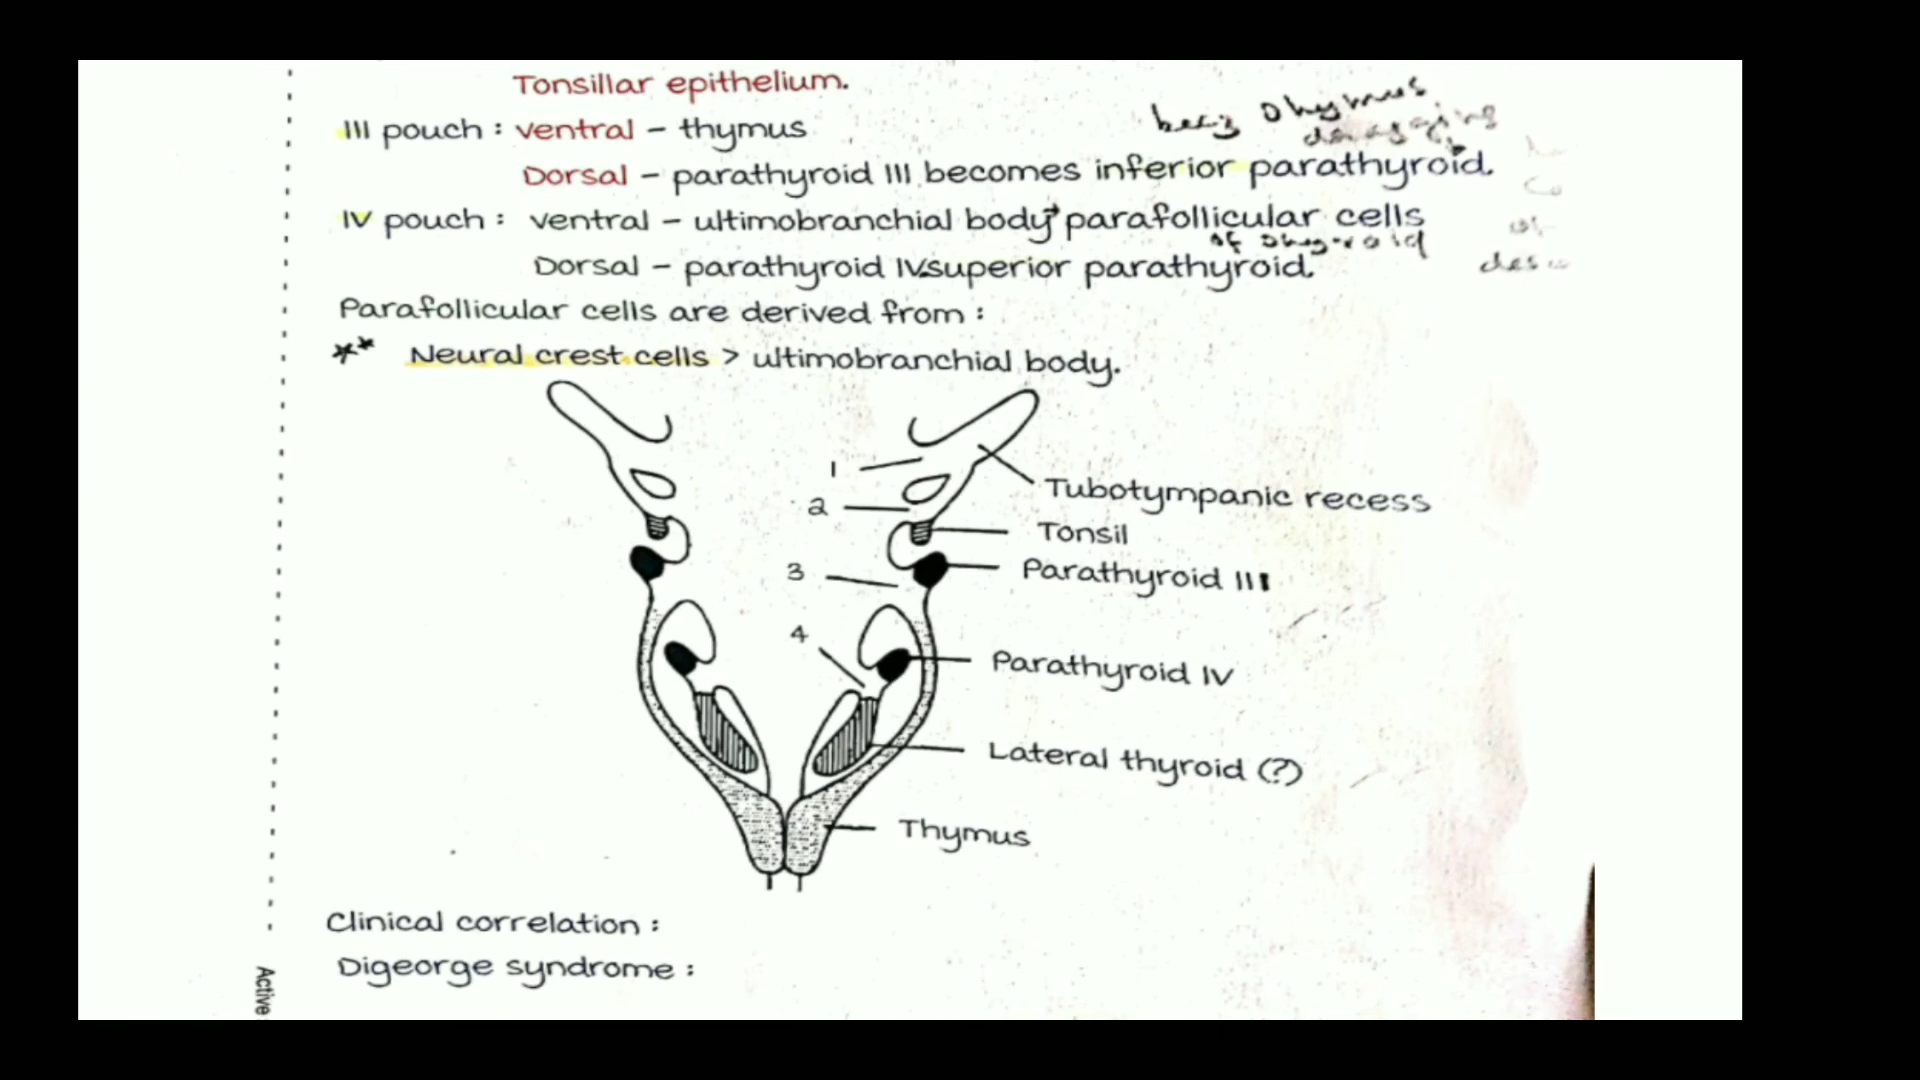 Tonsillar epithelium.
III pouch : ventral – thymus
becz thymus
Dorsal – parathyroid III becomes inferior parathyroid.
IV pouch : ventral – ultimobranchial body → parafollicular cells
of thyroid
Dorsal – parathyroid IV superior parathyroid.
Parafollicular cells are derived from :
** Neural crest cells > ultimobranchial body.
1
Tubotympanic recess
2
Tonsil
3
Parathyroid III
4
Parathyroid IV
Lateral thyroid (?)
Thymus
Clinical correlation :
Digeorge syndrome :
Active